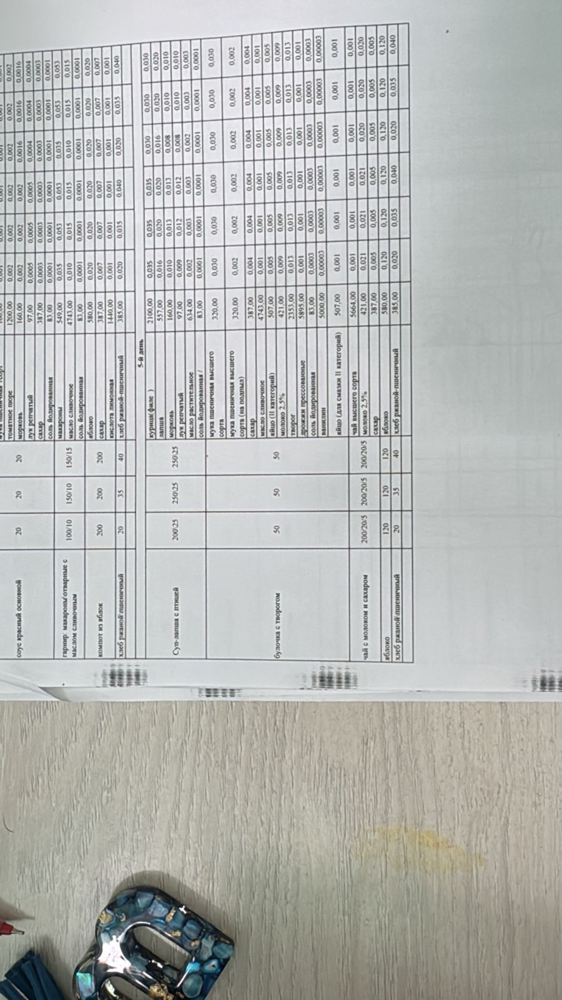 мука пшеничная
томатное пюре 1200,00 0,002 0,002 0,002 0,002 0,002 0,002
соус красный основной 20 20 20 морковь 160,00 0,002 0,002 0,002 0,0016 0,0016 0,0016
лук репчатый 97,00 0,0005 0,0005 0,0005 0,0004 0,0004 0,0004
сахар 387,00 0,0003 0,0003 0,0003 0,0003 0,0003 0,0003
соль йодированная 83,00 0,0001 0,0001 0,0001 0,0001 0,0001 0,0001
гарнир: макароны\отварные с маслом сливочным 100/10 150/10 150/15 макароны 549,00 0,035 0,053 0,053 0,035 0,053 0,053
масло сливочное 4743,00 0,010 0,015 0,015 0,010 0,015 0,015
соль йодированная 83,00 0,0001 0,0001 0,0001 0,0001 0,0001 0,0001
компот из яблок 200 200 200 яблоко 580,00 0,020 0,020 0,020 0,020 0,020 0,020
сахар 387,00 0,007 0,007 0,007 0,007 0,007 0,007
кислота лимонная 1440,00 0,001 0,001 0,001 0,001 0,001 0,001
хлеб ржаной\пшеничный 20 35 40 хлеб ржаной-пшеничный 385,00 0,020 0,035 0,040 0,020 0,035 0,040
5-й день
Суп-лапша с птицей 200\25 250\25 250\25 курица(филе ) 2100,00 0,035 0,035 0,035 0,030 0,030 0,030
лапша 557,00 0,016 0,020 0,020 0,016 0,020 0,020
морковь 160,00 0,010 0,013 0,013 0,008 0,010 0,010
лук репчатый 97,00 0,009 0,012 0,012 0,008 0,010 0,010
масло растительное 634,00 0,002 0,003 0,003 0,002 0,003 0,003
соль йодированная / 83,00 0,0001 0,0001 0,0001 0,0001 0,0001 0,0001
булочка с творогом 50 50 50 мука пшеничная высшего сорта 320,00 0,030 0,030 0,030 0,030 0,030 0,030
мука пшеничная высшего сорта (на подпыл) 320,00 0,002 0,002 0,002 0,002 0,002 0,002
сахар 387,00 0,004 0,004 0,004 0,004 0,004 0,004
масло сливочное 4743,00 0,001 0,001 0,001 0,001 0,001 0,001
яйцо (II категорий) 507,00 0,005 0,005 0,005 0,005 0,005 0,005
молоко 2,5% 421,00 0,009 0,009 0,009 0,009 0,009 0,009
творог 2353,00 0,013 0,013 0,013 0,013 0,013 0,013
дрожжи прессованные 5895,00 0,001 0,001 0,001 0,001 0,001 0,001
соль йодированная 83,00 0,0003 0,0003 0,0003 0,0003 0,0003 0,0003
ванилин 5000,00 0,00003 0,00003 0,00003 0,00003 0,00003 0,00003
яйцо (для смазки II категорий) 507,00 0,001 0,001 0,001 0,001 0,001 0,001
чай с молоком и сахаром 200/20/5 200/20/5 200/20/5 чай высшего сорта 5664,00 0,001 0,001 0,001 0,001 0,001 0,001
молоко 2,5% 421,00 0,021 0,021 0,021 0,020 0,020 0,020
сахар 387,00 0,005 0,005 0,005 0,005 0,005 0,005
яблоко 120 120 120 яблоко 580,00 0,120 0,120 0,120 0,120 0,120 0,120
хлеб ржаной\пшеничный 20 35 40 хлеб ржаной-пшеничный 385,00 0,020 0,035 0,040 0,020 0,035 0,040